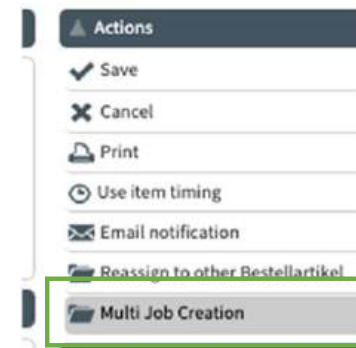 Actions
Save
Cancel
Print
Use item timing
Email notification
Reassign to other Bestellartikel
Multi Job Creation